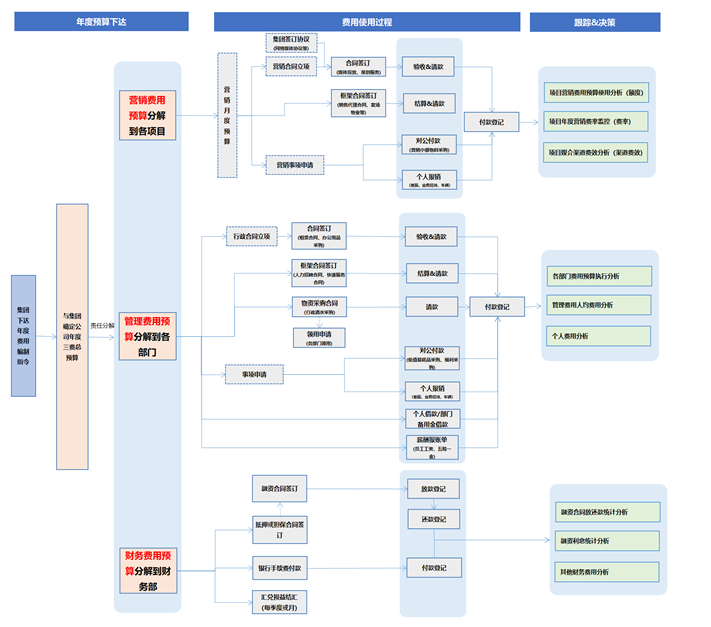 年度预算下达
费用使用过程
跟踪&决策
集团
下达
年度
费用
编制
指令
与集团
确定公司年度
三费总
预算
责任分解
营销费用
预算分解
到各项目
营
销
月
度
预
算
集团签订协议
(网络媒体协议等)
营销合同立项
合同签订
(媒体投放、策划服务)
框架合同签订
(销售代理合同、卖场
物业等)
营销事项申请
验收&请款
结算&请款
对公付款
(营销小额物料采购)
个人报销
(差旅、业务招待、车辆)
付款登记
项目营销费用预算使用分析（额度）
项目年度营销费率监控（费率）
项目媒介渠道费效分析（渠道费效）
管理费用预
算分解到各
部门
行政合同立项
合同签订
(租赁合同、办公用品
采购)
框架合同签订
(人力招聘合同、快递服务
合同)
物资采购合同
(行政酒水采购)
领用申请
(各部门领用)
事项申请
验收&请款
结算&请款
请款
对公付款
(低值易耗品采购、福利采
购)
个人报销
(差旅、业务招待、车辆)
个人借款/部门
备用金借款
薪酬报账单
(员工工资、五险一
金)
付款登记
各部门费用预算执行分析
管理费用人均费用分析
个人费用分析
财务费用预
算分解到财
务部
融资合同签订
抵押或担保合同签
订
银行手续费付款
汇兑损益结汇
(每季度或月)
放款登记
还款登记
付款登记
融资合同放还款统计分析
融资利息统计分析
其他财务费用分析